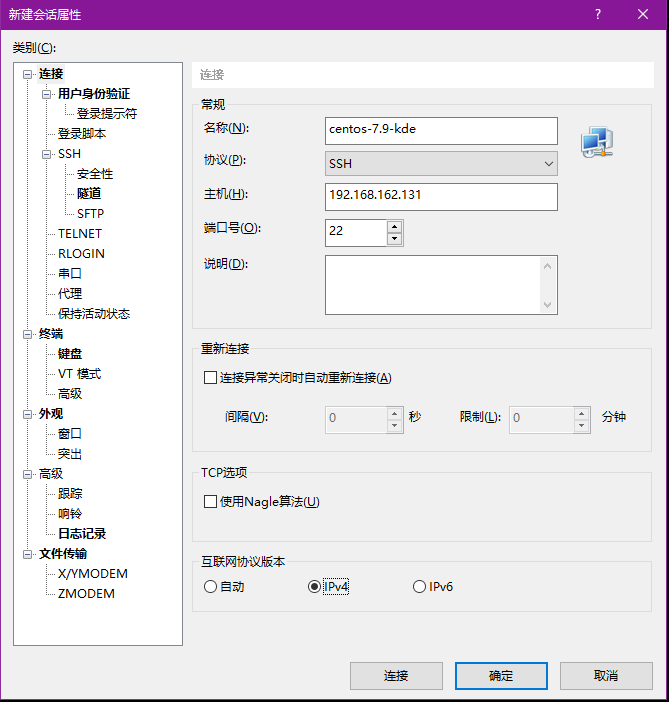 新建会话属性
类别(C):
连接
用户身份验证
登录提示符
登录脚本
SSH
安全性
隧道
SFTP
TELNET
RLOGIN
串口
代理
保持活动状态
终端
键盘
VT 模式
高级
外观
窗口
突出
高级
跟踪
响铃
日志记录
文件传输
X/YMODEM
ZMODEM
连接
常规
名称(N):
centos-7.9-kde
协议(P):
SSH
主机(H):
192.168.162.131
端口号(O):
22
说明(D):
重新连接
连接异常关闭时自动重新连接(A)
间隔(V): 0 秒 限制(L): 0 分钟
TCP选项
使用Nagle算法(U)
互联网协议版本
自动 IPv4 IPv6
连接 确定 取消